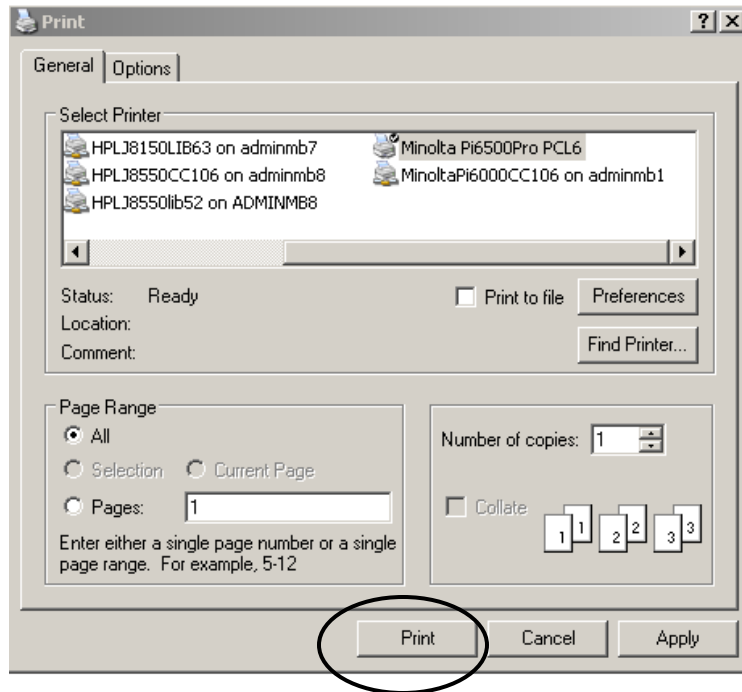 Print
General Options
Select Printer
HPLJ8150LIB63 on adminmb7
Minolta Pi6500Pro PCL6
HPLJ8550CC106 on adminmb8
MinoltaPi6000CC106 on adminmb1
HPLJ8550lib52 on ADMINMB8
Status: Ready
Print to file
Preferences
Location:
Comment:
Find Printer...
Page Range
All
Selection
Current Page
Pages: 1
Enter either a single page number or a single
page range. For example, 5-12
Number of copies: 1
Collate
1 1 2 2 3 3
Print
Cancel
Apply